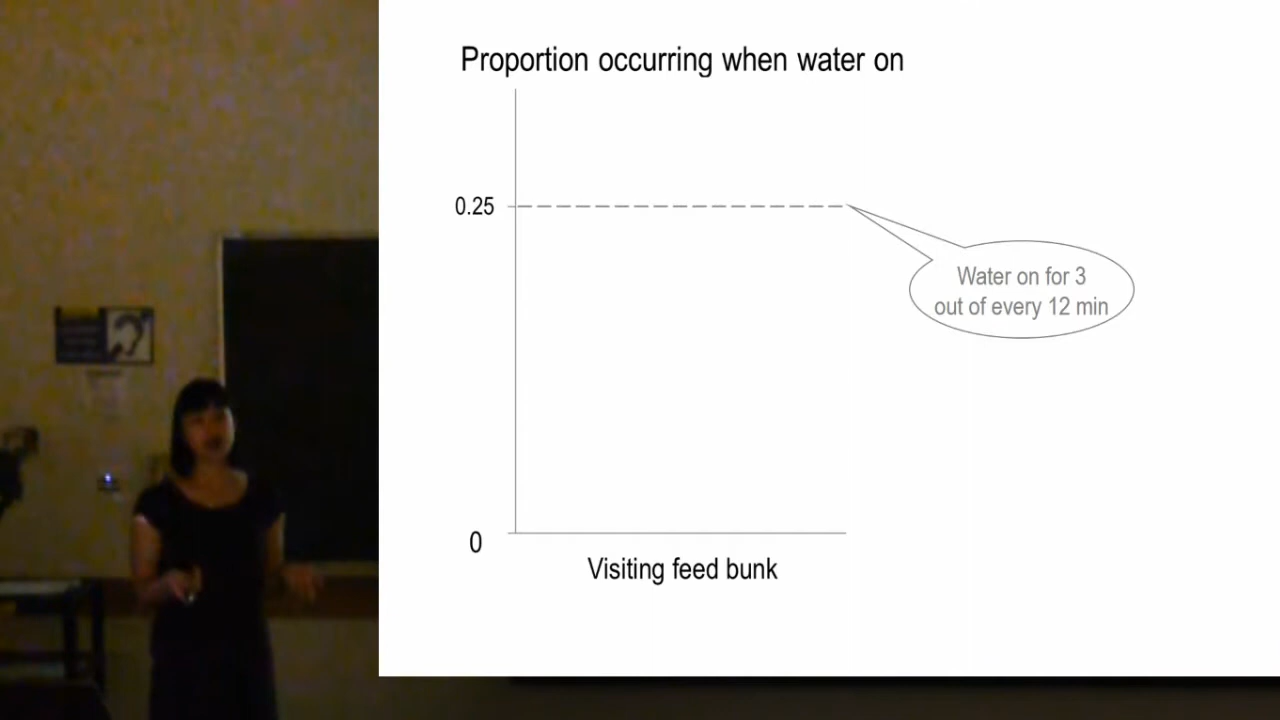 Proportion occurring when water on
0.25
Water on for 3
out of every 12 min
0
Visiting feed bunk